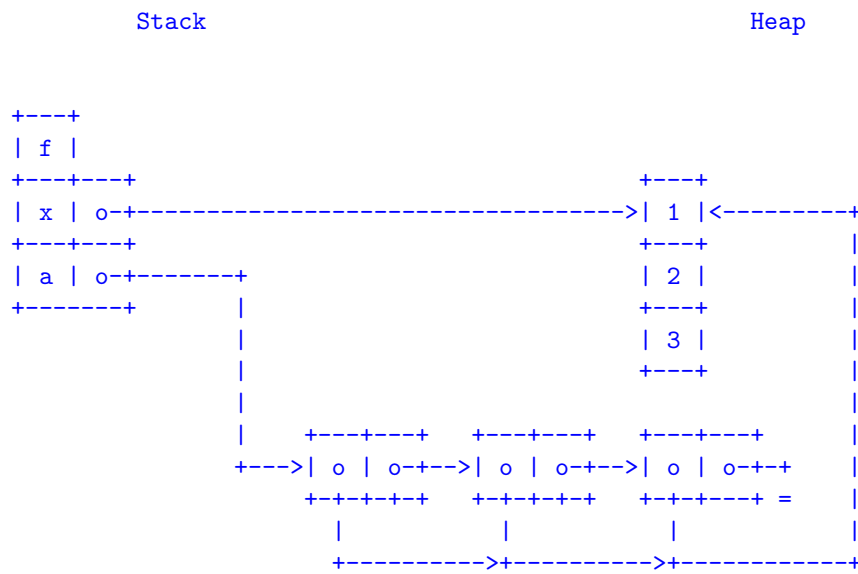 Stack                                Heap


+---+
| f |
+---+---+                              +---+
| x | o-+----------------------------->| 1 |<---------+
+---+---+                              +---+         |
| a | o-+-------+                      | 2 |         |
+-------+      |                       +---+         |
               |                       | 3 |         |
               |                       +---+         |
               |                                     |
               |    +---+---+   +---+---+   +---+---+      |
               +--->| o | o-+-->| o | o-+-->| o | o-+-+    |
                    +-+-+-+-+   +-+-+-+-+   +-+-+---+ =    |
                      |           |           |            |
                      +---------->+---------->+------------+